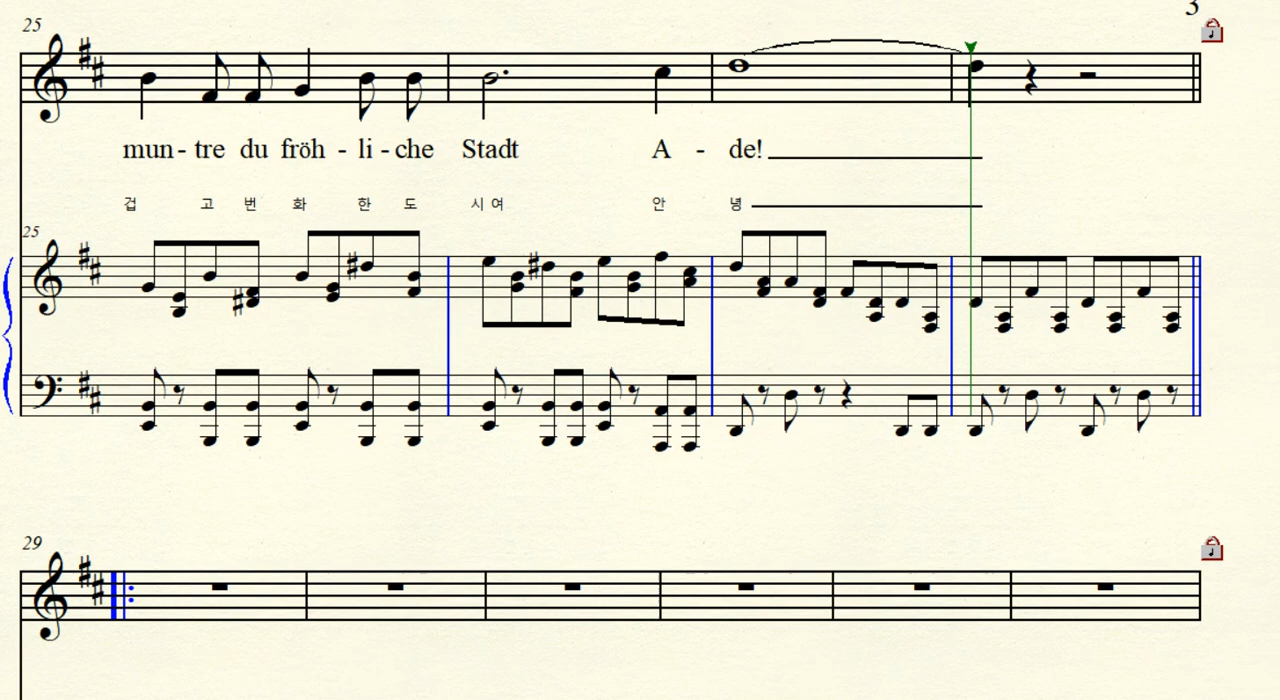 3
25
mun - tre du fröh - li - che Stadt A - de!
겁 고 번 화 한 도 시 여 안 녕
25
29